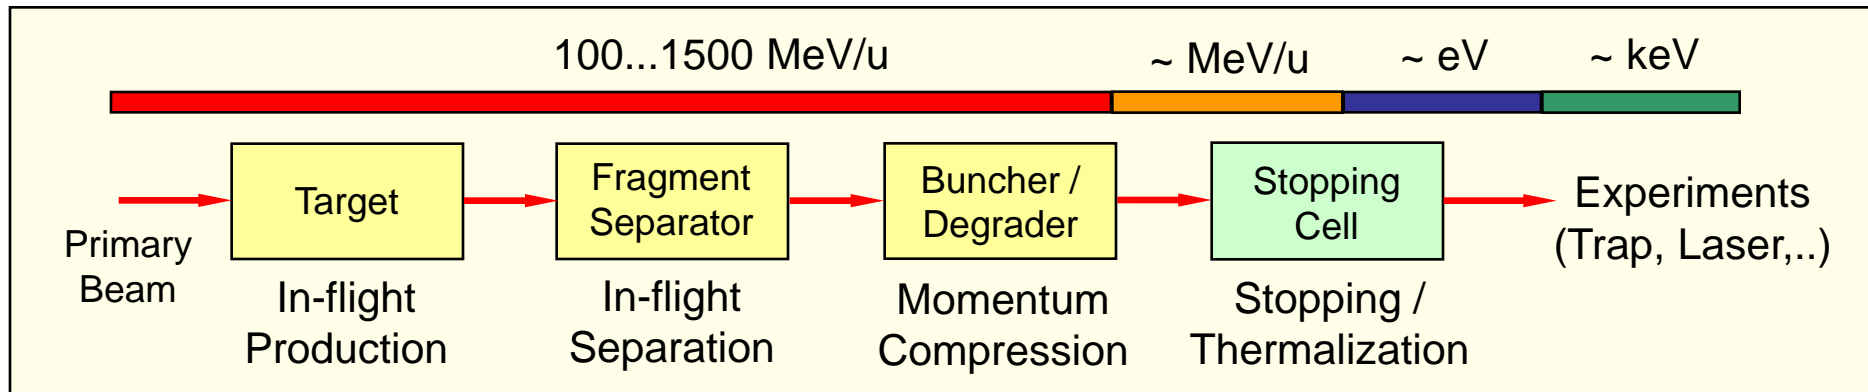 100...1500 MeV/u
~ MeV/u
~ eV
~ keV
Primary
Beam
Target
In-flight
Production
Fragment
Separator
In-flight
Separation
Buncher /
Degrader
Momentum
Compression
Stopping
Cell
Stopping /
Thermalization
Experiments
(Trap, Laser,..)